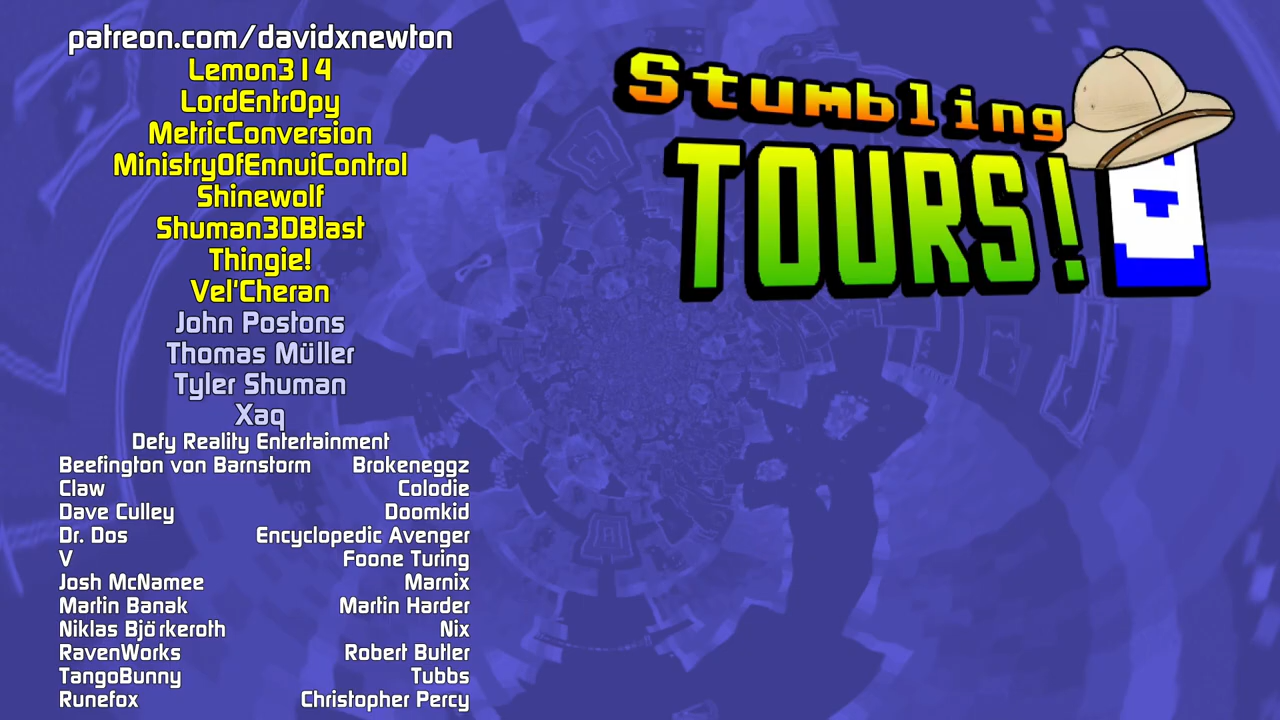 patreon.com/davidxnewton
Lemon314
LordEntr0py
MetricConversion
MinistryOfEnnuiControl
Shinewolf
Shuman3DBlast
Thingie!
Vel'Cheran
John Postons
Thomas Müller
Tyler Shuman
Xaq
Defy Reality Entertainment
Beefington von Barnstorm Brokeneggz
Claw Colodie
Dave Culley Doomkid
Dr. Dos Encyclopedic Avenger
V Foone Turing
Josh McNamee Marnix
Martin Banak Martin Harder
Niklas Björkeroth Nix
RavenWorks Robert Butler
TangoBunny Tubbs
Runefox Christopher Percy
Stumbling
TOURS!